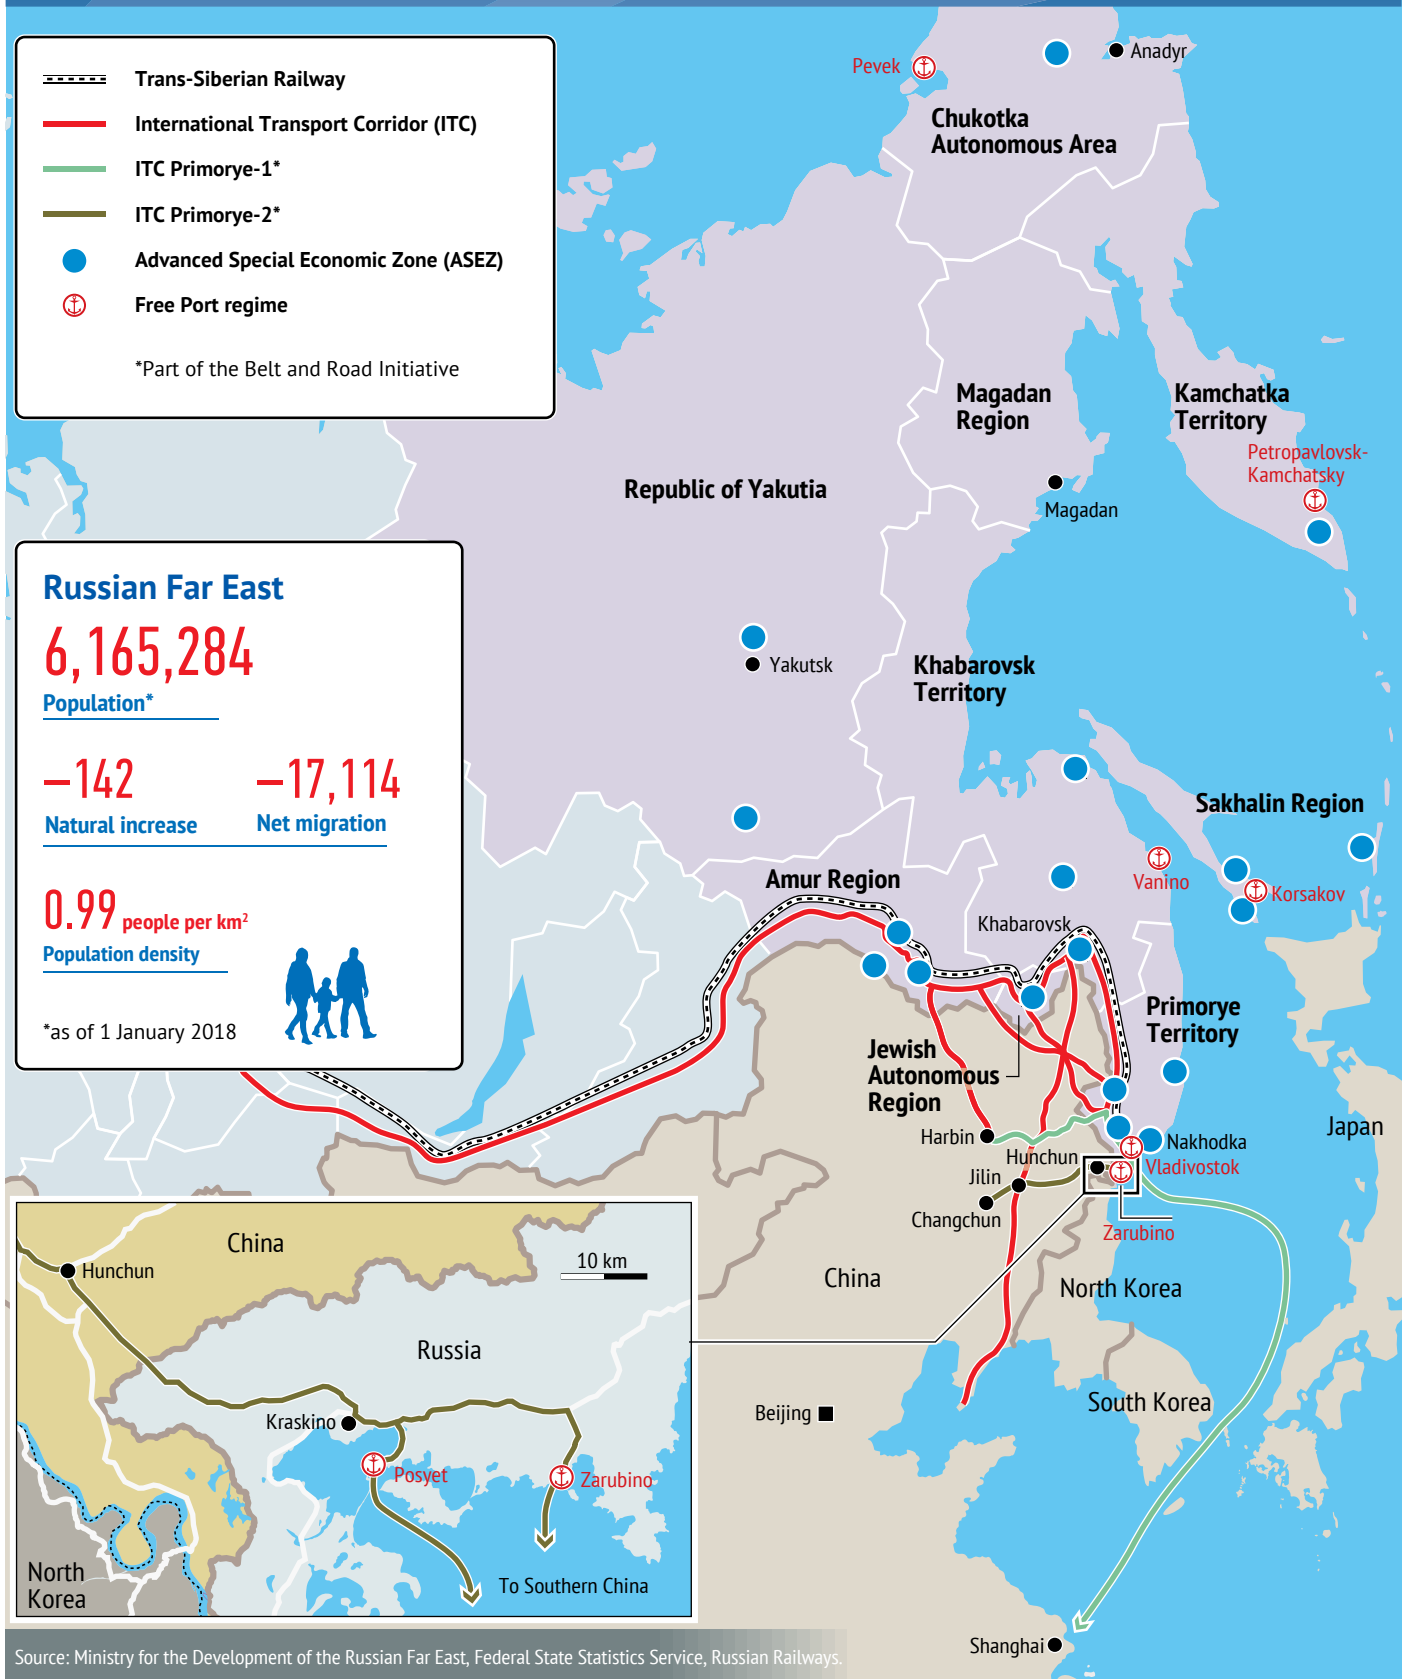 Trans-Siberian Railway
International Transport Corridor (ITC)
ITC Primorye-1*
ITC Primorye-2*
Advanced Special Economic Zone (ASEZ)
Free Port regime
*Part of the Belt and Road Initiative
Pevek
Anadyr
Chukotka
Autonomous Area
Magadan
Region
Kamchatka
Territory
Petropavlovsk-
Kamchatsky
Republic of Yakutia
Magadan
Russian Far East
6,165,284
Population*
–142
Natural increase
–17,114
Net migration
0.99 people per km²
Population density
*as of 1 January 2018
Yakutsk
Khabarovsk
Territory
Sakhalin Region
Amur Region
Vanino
Korsakov
Khabarovsk
Primorye
Territory
Jewish
Autonomous
Region
Harbin
Hunchun
Jilin
Changchun
Nakhodka
Vladivostok
Zarubino
Japan
China
North Korea
South Korea
Beijing
Shanghai
China
Hunchun
10 km
Russia
Kraskino
Posyet
Zarubino
North
Korea
To Southern China
Source: Ministry for the Development of the Russian Far East, Federal State Statistics Service, Russian Railways.